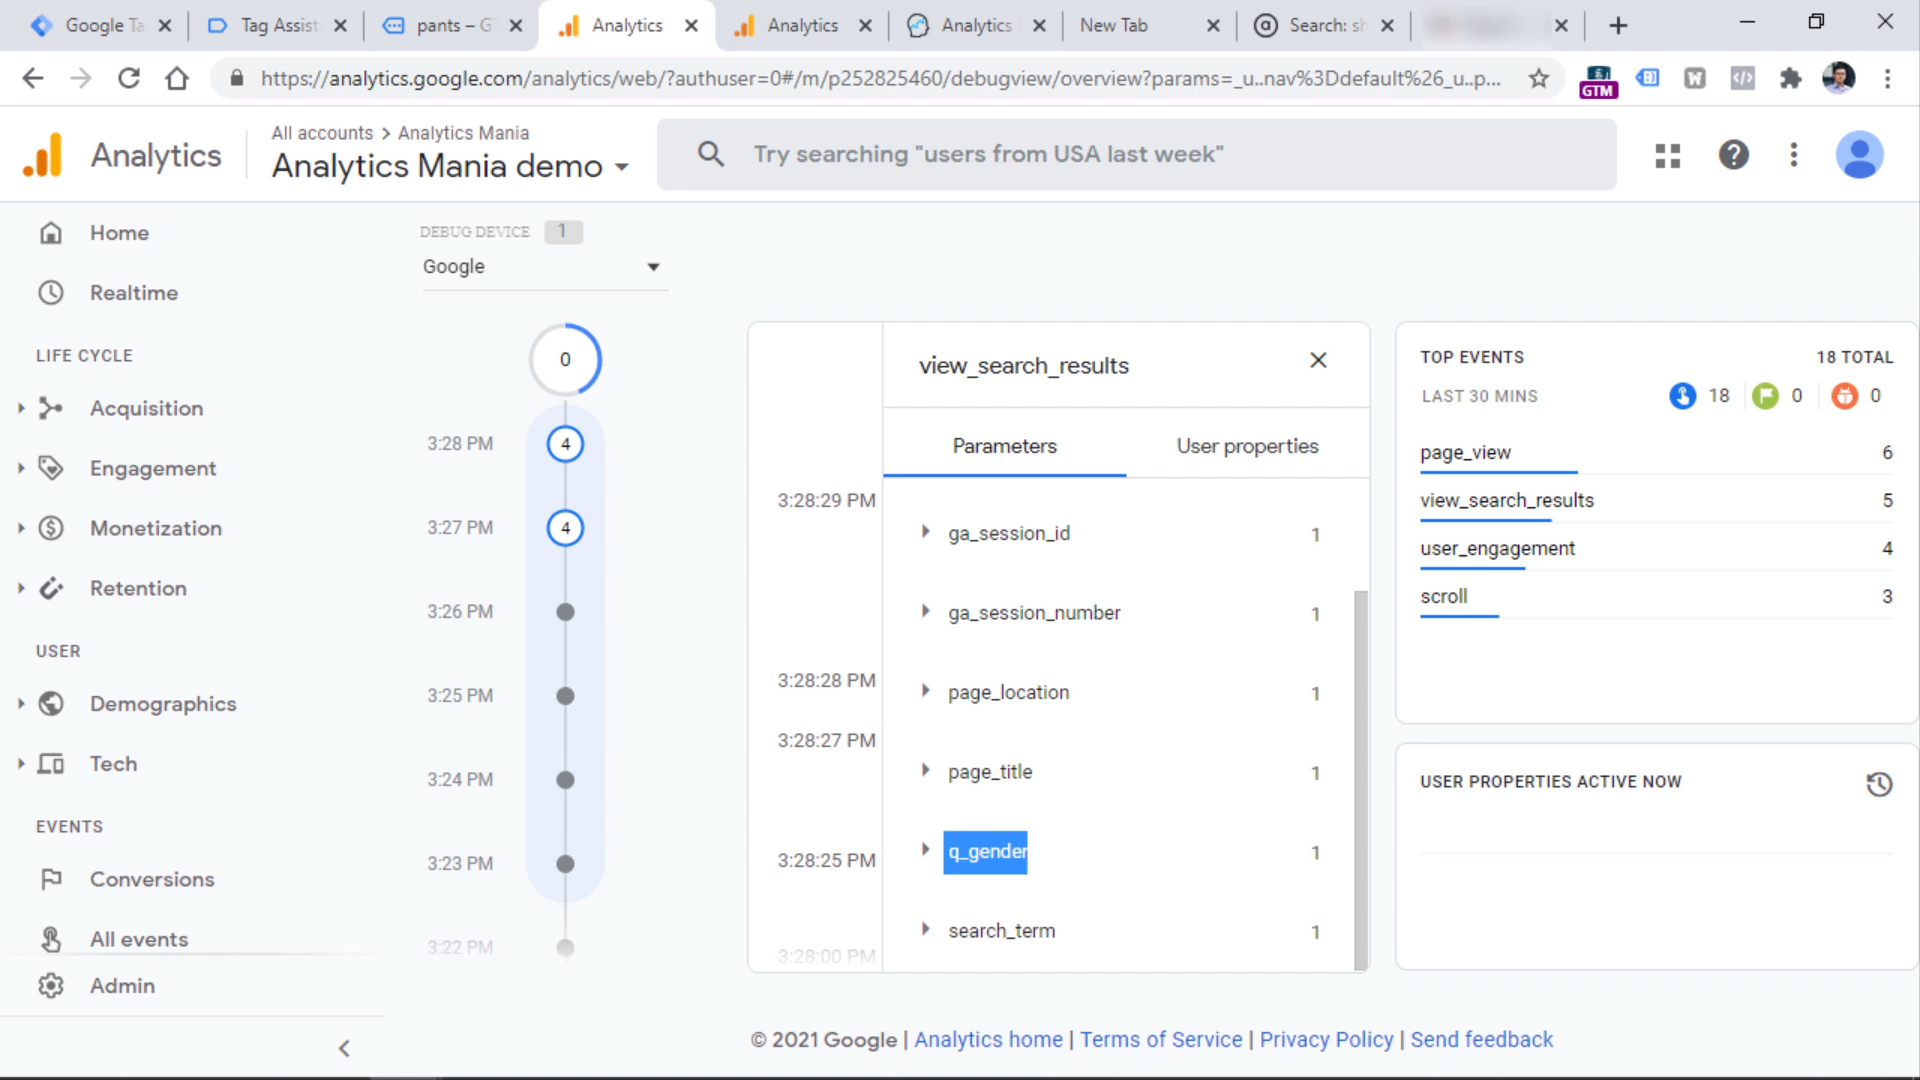 Google Ta
Tag Assist
pants – GT
Analytics
Analytics
Analytics
New Tab
Search: sh
https://analytics.google.com/analytics/web/?authuser=0#/m/p252825460/debugview/overview?params=_u..nav%3Ddefault%26_u..p...
GTM
Analytics
All accounts > Analytics Mania
Analytics Mania demo
Try searching "users from USA last week"
Home
Realtime
LIFE CYCLE
Acquisition
Engagement
Monetization
Retention
USER
Demographics
Tech
EVENTS
Conversions
All events
Admin
DEBUG DEVICE 1
Google
0
3:28 PM 4
3:27 PM 4
3:26 PM
3:25 PM
3:24 PM
3:23 PM
3:22 PM
3:28:29 PM
3:28:28 PM
3:28:27 PM
3:28:25 PM
3:28:00 PM
view_search_results
Parameters User properties
ga_session_id 1
ga_session_number 1
page_location 1
page_title 1
q_gender 1
search_term 1
TOP EVENTS 18 TOTAL
LAST 30 MINS 18 0 0
page_view 6
view_search_results 5
user_engagement 4
scroll 3
USER PROPERTIES ACTIVE NOW
© 2021 Google | Analytics home | Terms of Service | Privacy Policy | Send feedback